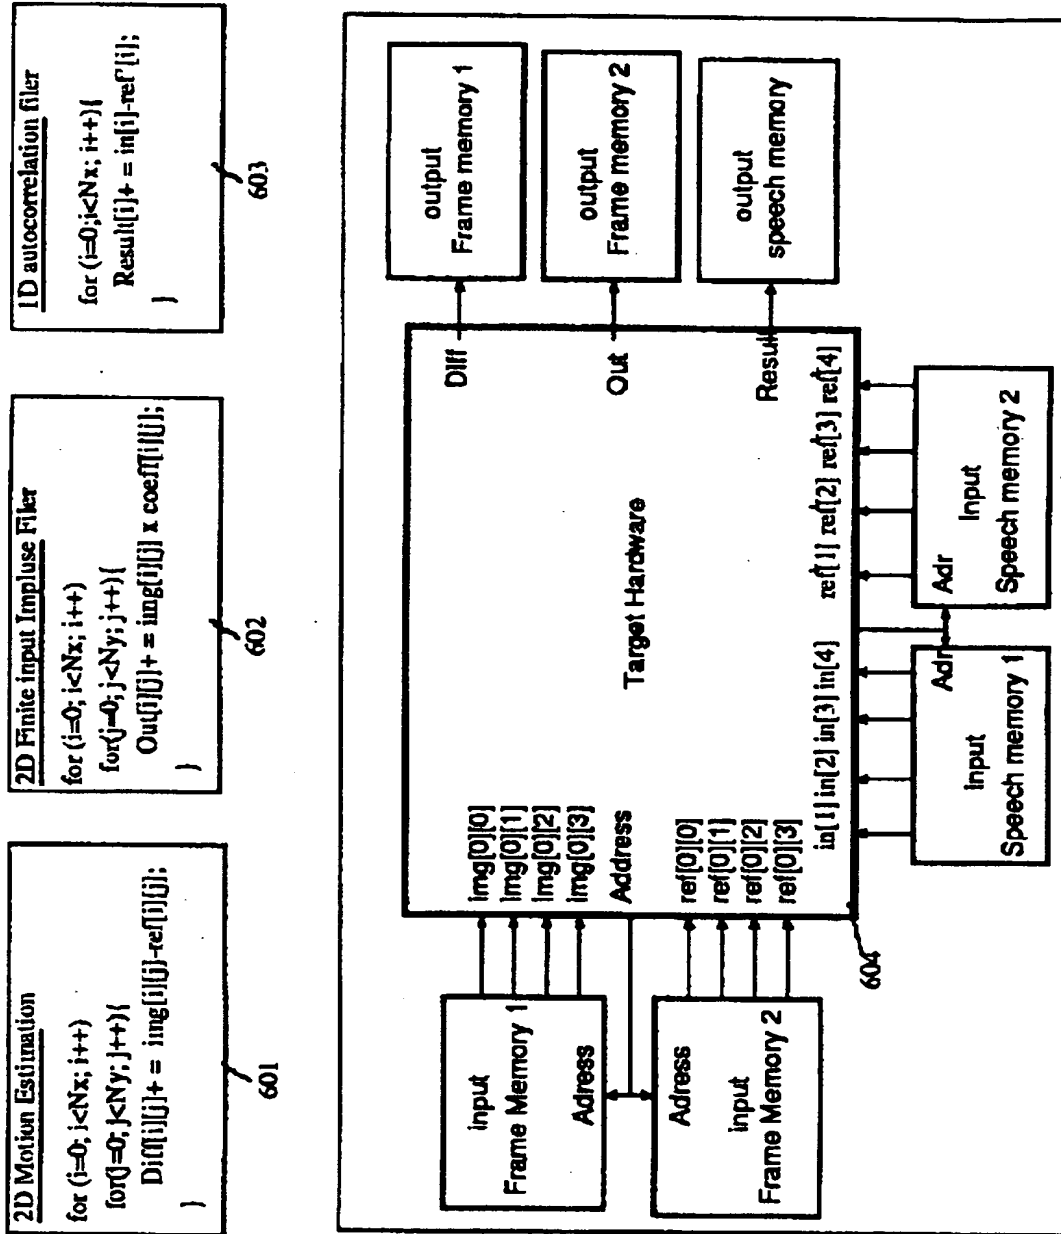 2D Motion Estimation
for (i=0; i<Nx; i++)
for(j=0; j<Ny; j++){
Diff[i][j]+ = img[i][j]-ref[i][j];
}
601
2D Finite input Impluse Filer
for (i=0; i<Nx; i++)
for(j=0; j<Ny; j++){
Out[i][j]+ = img[i][j] x coeff[i][j];
}
602
1D autocorrelation filer
for (i=0;i<Nx; i++){
Result[i]+ = in[i]-ref'[i];
}
603
input
Frame Memory 1
Adress
Adress
input
Frame Memory 2
img[0][0]
img[0][1]
img[0][2]
img[0][3]
Address
ref[0][0]
ref[0][1]
ref[0][2]
ref[0][3]
604
Target Hardware
Diff
Out
Result
in[1] in[2] in[3] in[4]
ref[1] ref[2] ref[3] ref[4]
output
Frame memory 1
output
Frame memory 2
output
speech memory
Adr
Input
Speech memory 1
Adr
Input
Speech memory 2